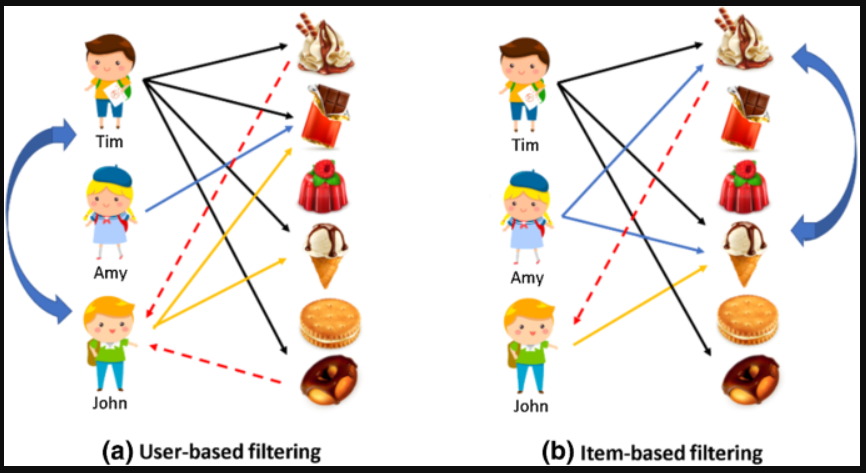 Tim
Amy
John
(a) User-based filtering
Tim
Amy
John
(b) Item-based filtering